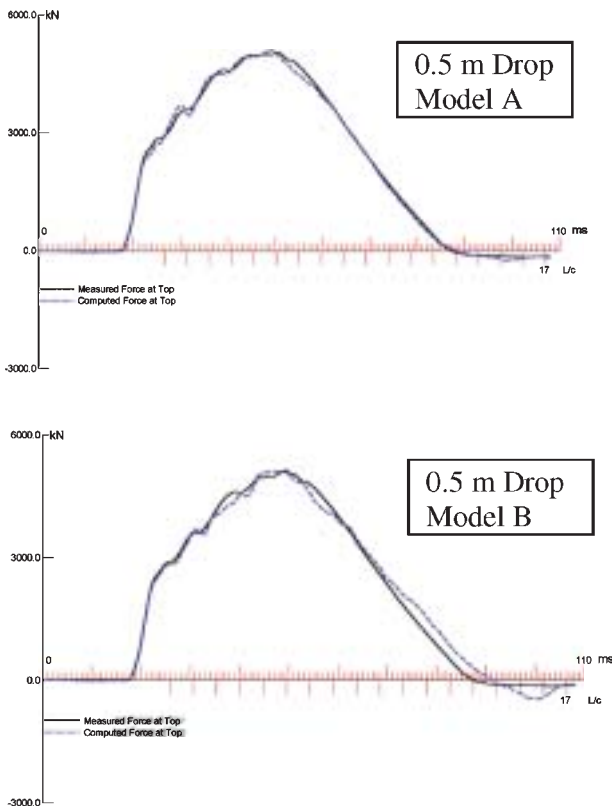 6000.0 kN
0.5 m Drop
Model A
3000.0
0
110 ms
0.0
17 L/c
Measured Force at Top
Computed Force at Top
-3000.0
6000.0 kN
0.5 m Drop
Model B
3000.0
0
110 ms
0.0
17 L/c
Measured Force at Top
Computed Force at Top
-3000.0